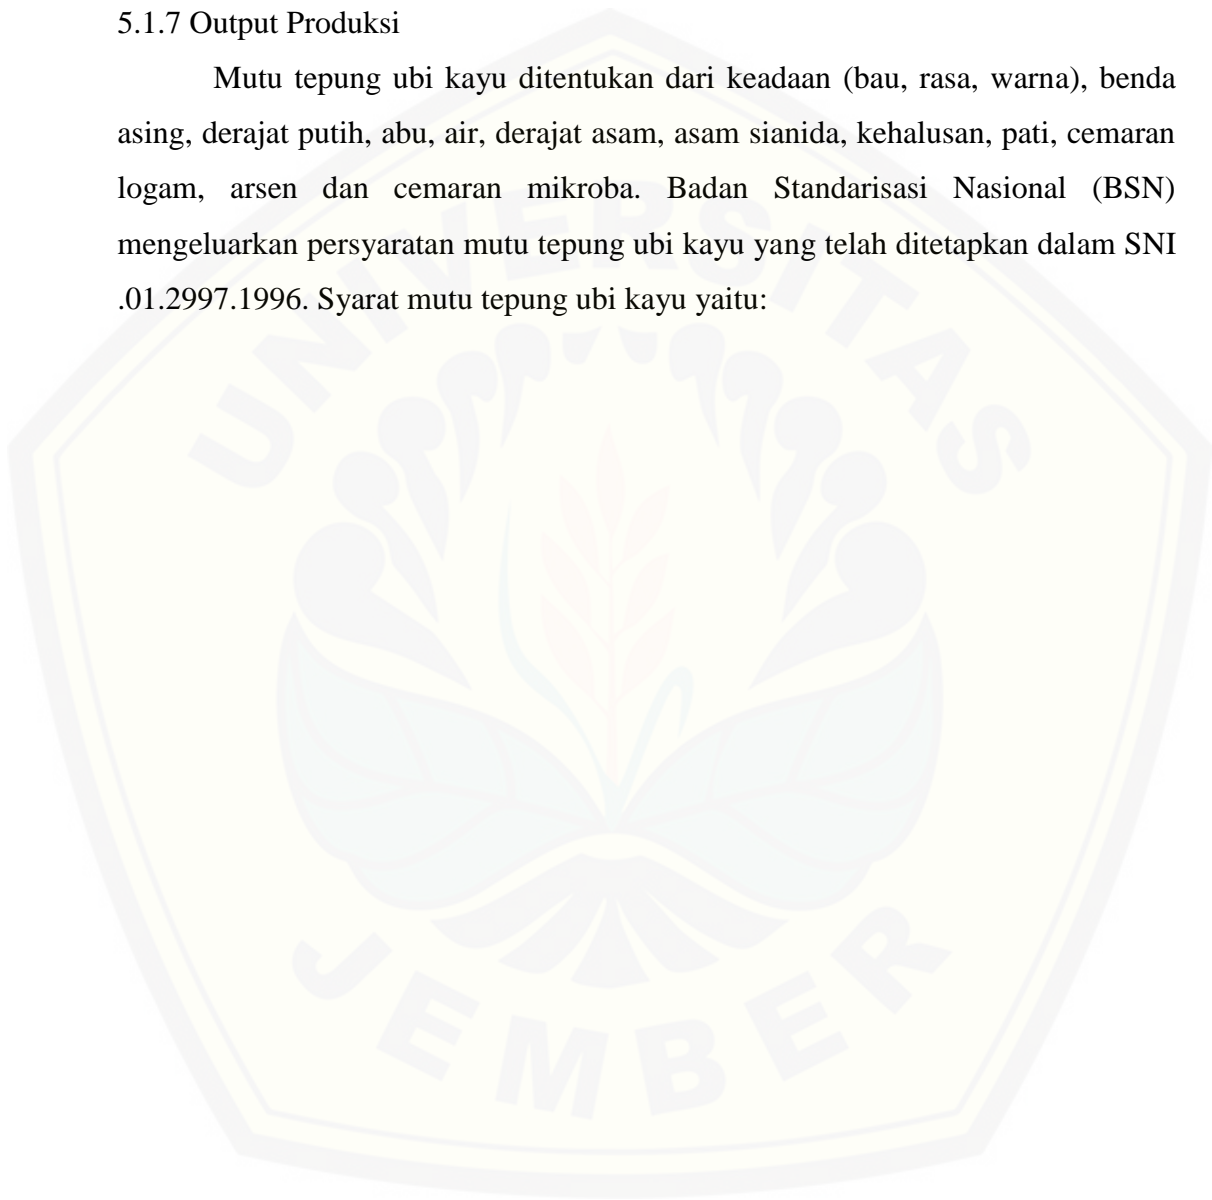 5.1.7 Output Produksi
Mutu tepung ubi kayu ditentukan dari keadaan (bau, rasa, warna), benda
asing, derajat putih, abu, air, derajat asam, asam sianida, kehalusan, pati, cemaran
logam, arsen dan cemaran mikroba. Badan Standarisasi Nasional (BSN)
mengeluarkan persyaratan mutu tepung ubi kayu yang telah ditetapkan dalam SNI
.01.2997.1996. Syarat mutu tepung ubi kayu yaitu:
UNIVERSITAS
JEMBER